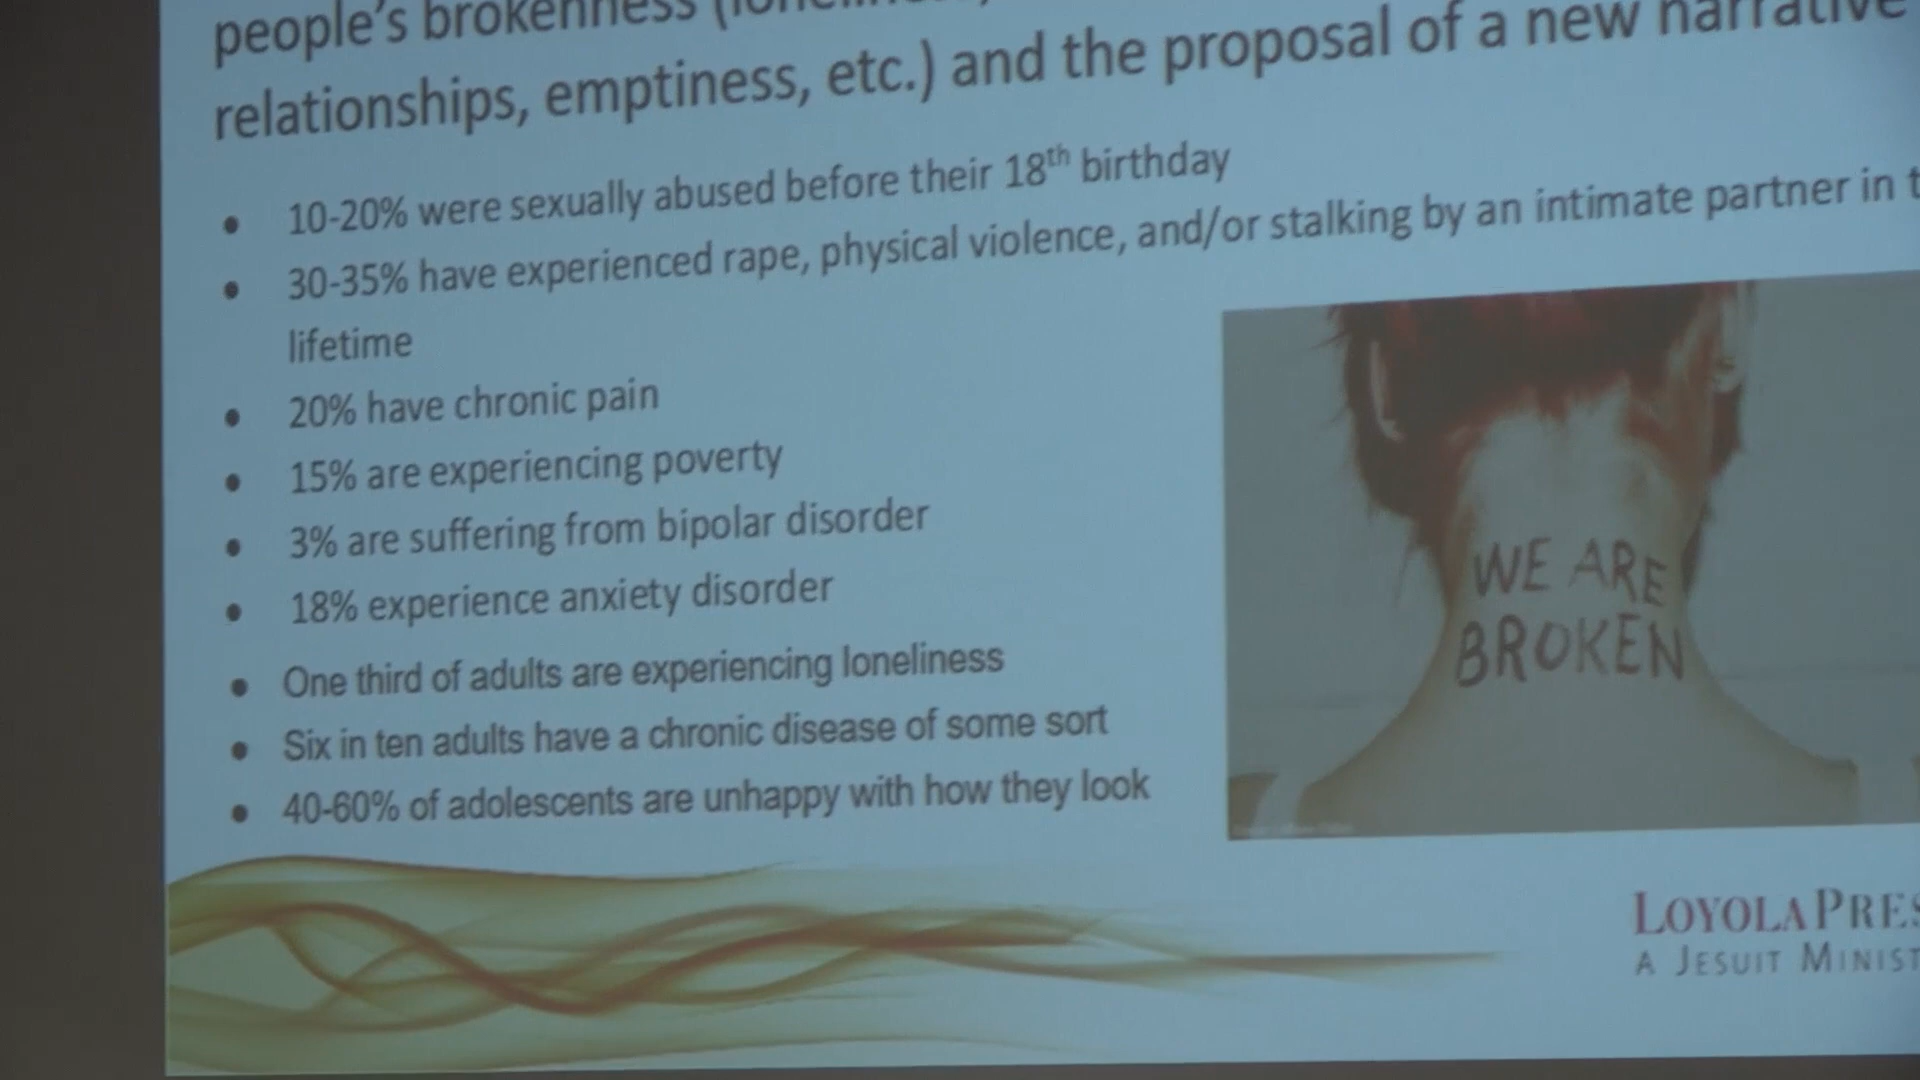 people's brokenness
relationships, emptiness, etc.) and the proposal of a new narrative
• 10-20% were sexually abused before their 18th birthday
• 30-35% have experienced rape, physical violence, and/or stalking by an intimate partner in
lifetime
• 20% have chronic pain
• 15% are experiencing poverty
• 3% are suffering from bipolar disorder
• 18% experience anxiety disorder
• One third of adults are experiencing loneliness
• Six in ten adults have a chronic disease of some sort
• 40-60% of adolescents are unhappy with how they look
WE ARE
BROKEN
LOYOLA PRES
A JESUIT MINIST